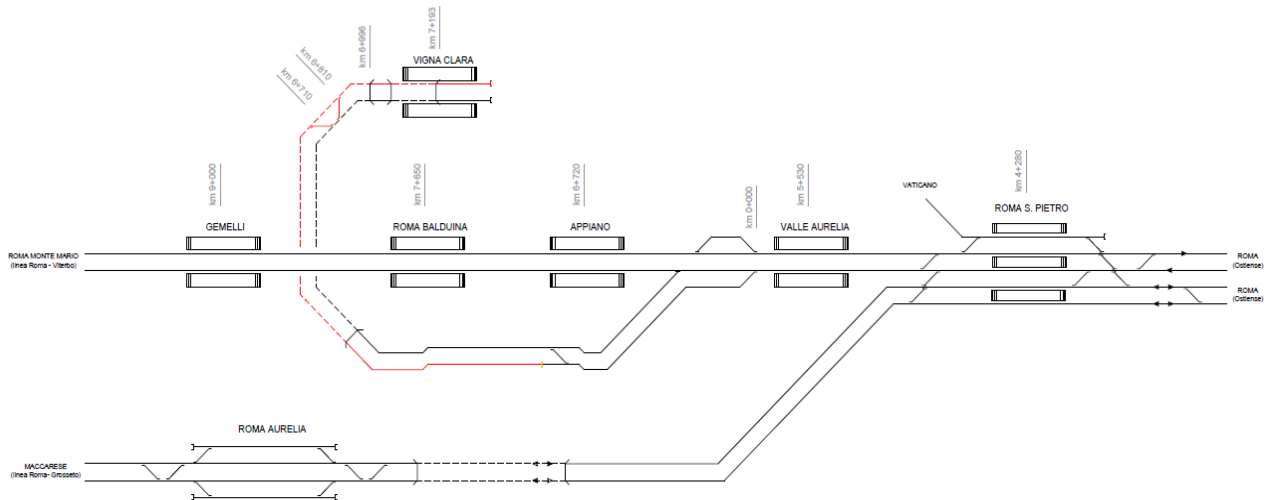 km 6+996
km 7+193
km 6+810
km 6+710
VIGNA CLARA
km 9+000
km 7+650
km 6+720
km 0+000
km 5+530
km 4+280
VATICANO
ROMA S. PIETRO
GEMELLI
ROMA BALDUINA
APPIANO
VALLE AURELIA
ROMA MONTE MARIO
(linea Roma - Viterbo)
ROMA
(Ostiense)
ROMA
(Ostiense)
ROMA AURELIA
MACCARESE
(linea Roma- Grosseto)